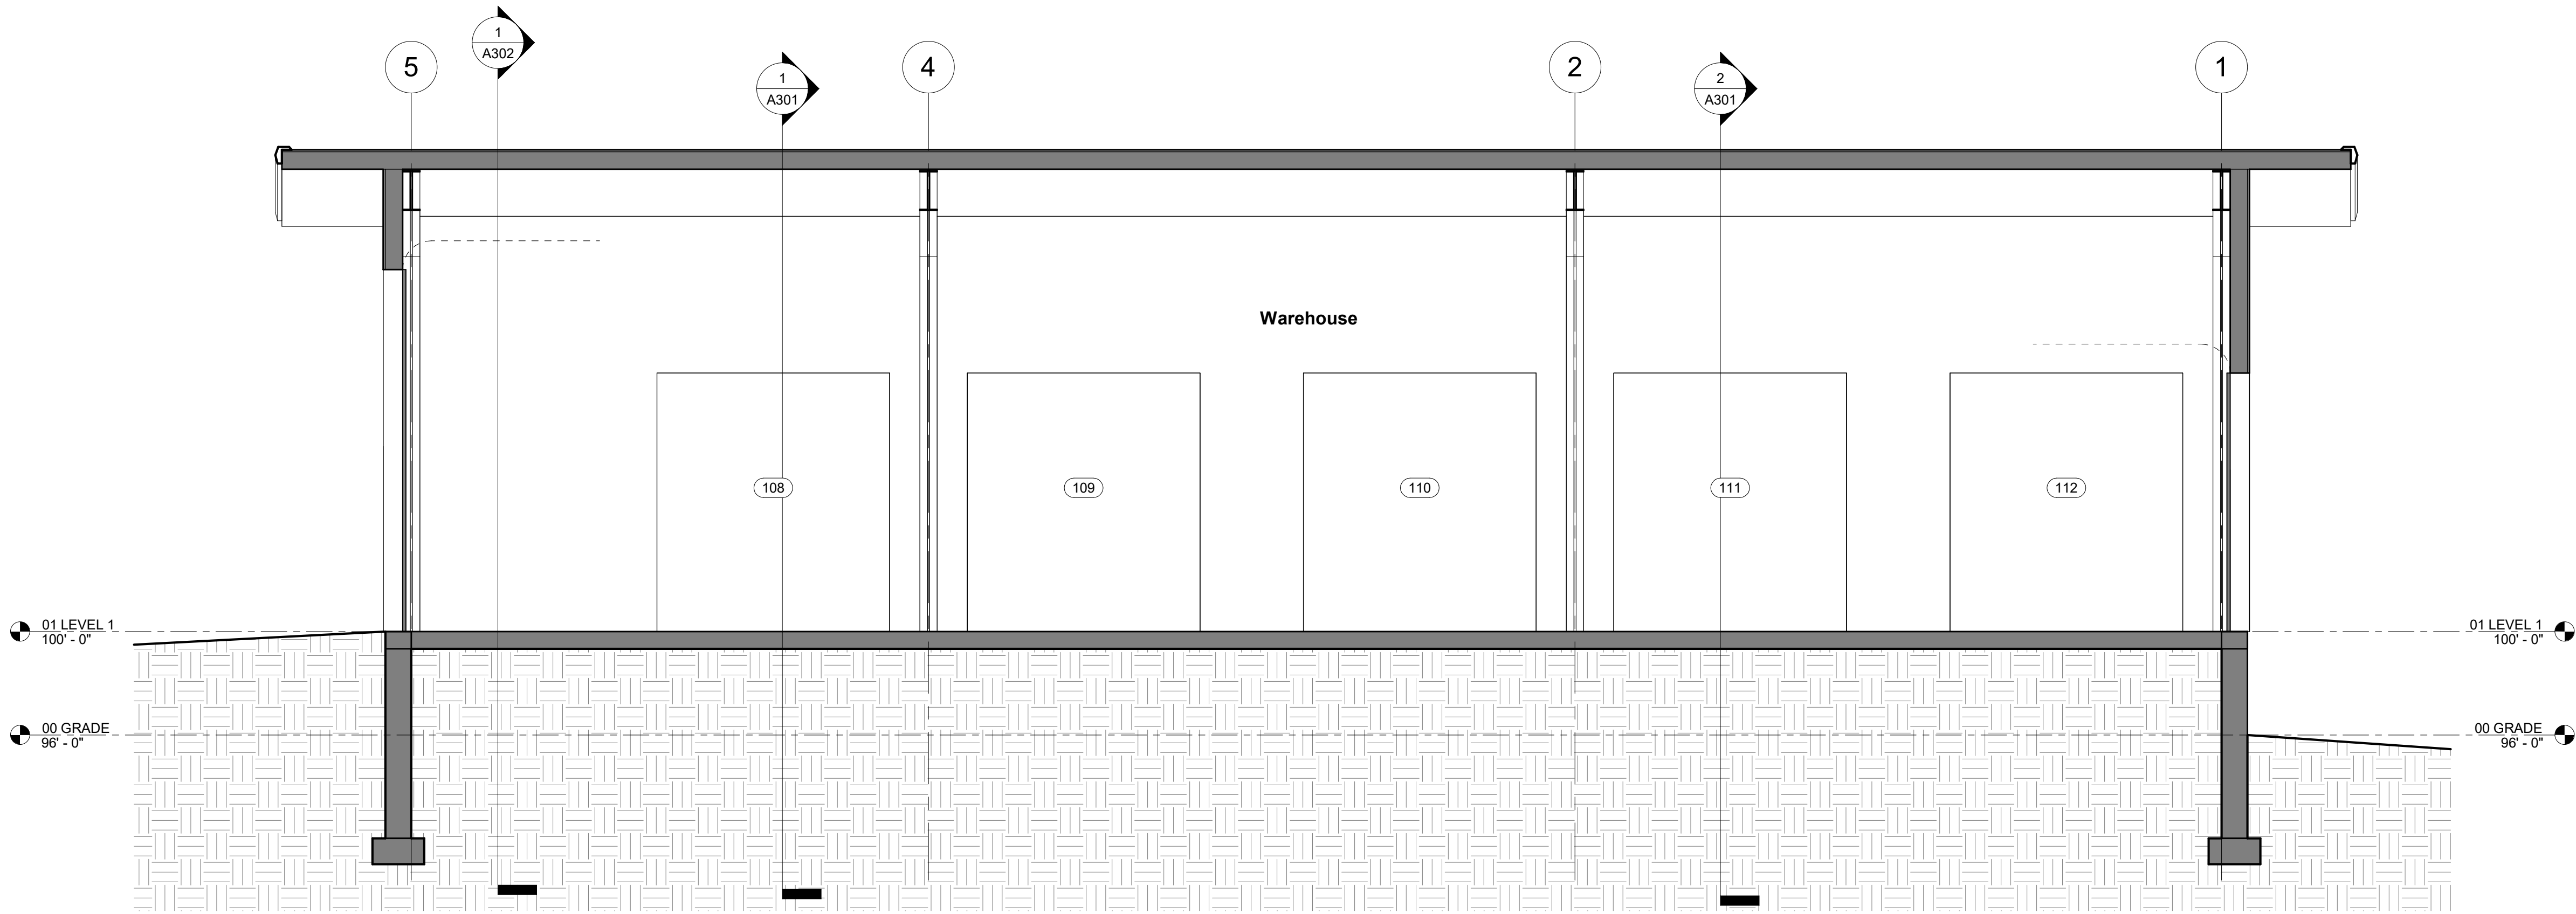 1
A302
5
1
A301
4
2
2
A301
1
Warehouse
108
109
110
111
112
01 LEVEL 1
100' - 0"
01 LEVEL 1
100' - 0"
00 GRADE
96' - 0"
00 GRADE
96' - 0"